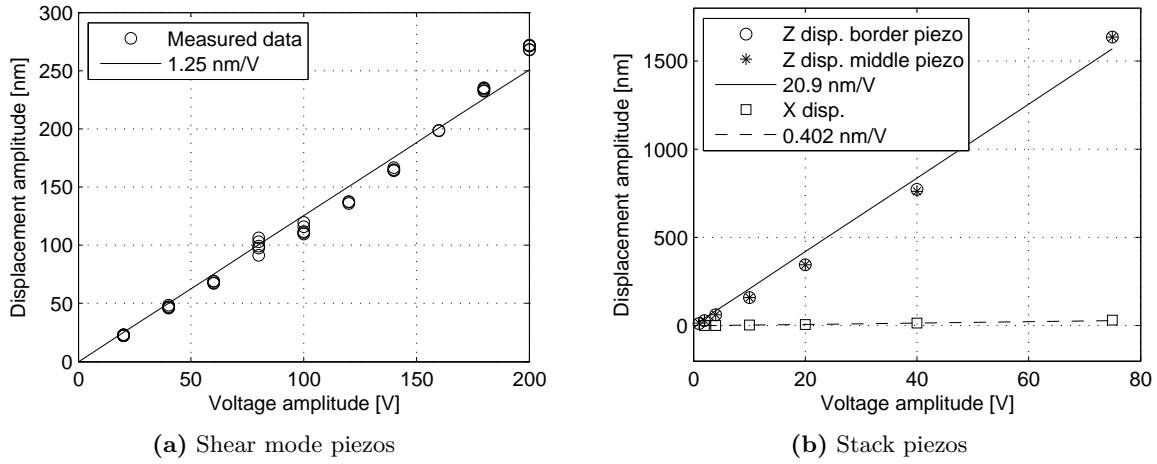 300
250
200
150
100
50
0
Displacement amplitude [nm]
Measured data
1.25 nm/V
0
50
100
150
200
Voltage amplitude [V]
(a) Shear mode piezos
1500
1000
500
0
Displacement amplitude [nm]
Z disp. border piezo
Z disp. middle piezo
20.9 nm/V
X disp.
0.402 nm/V
0
20
40
60
80
Voltage amplitude [V]
(b) Stack piezos